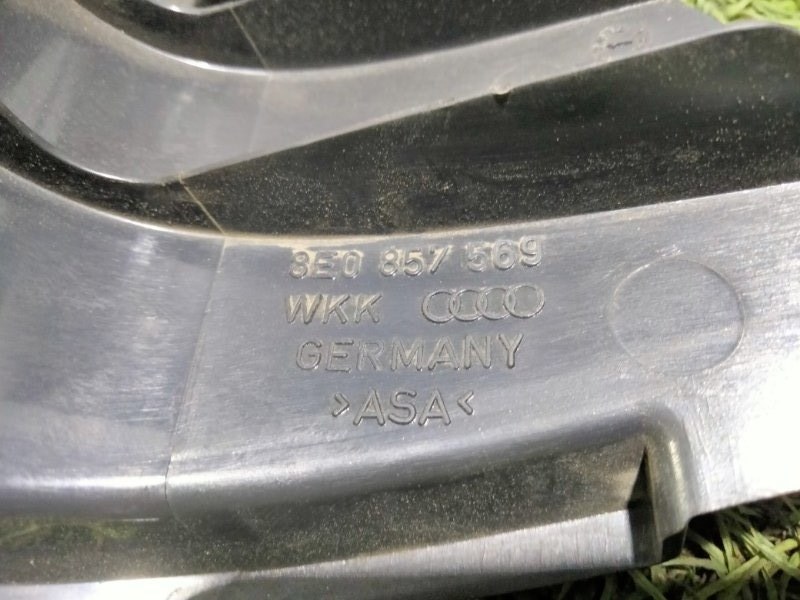 8E0 857 569
WKK
GERMANY
>ASA<